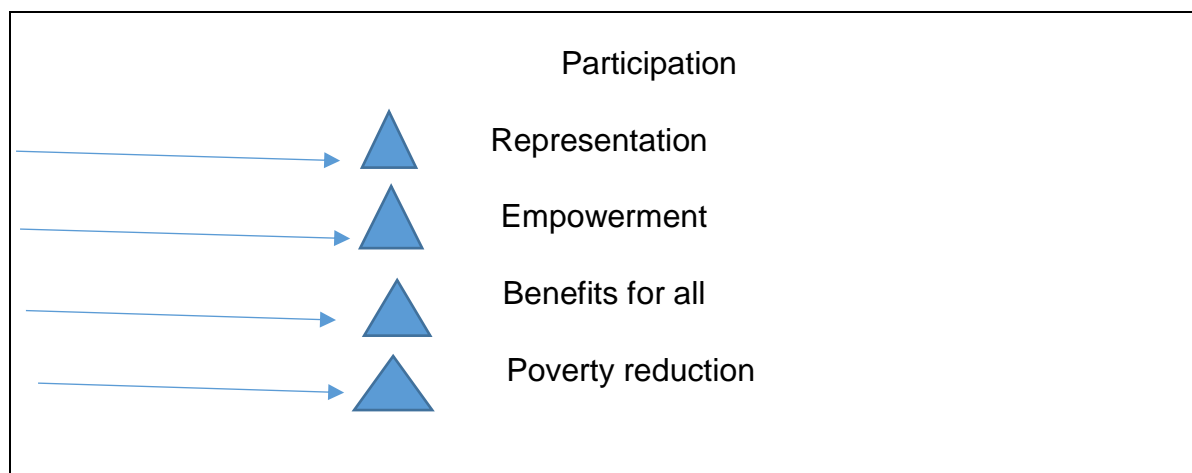 Participation
Representation
Empowerment
Benefits for all
Poverty reduction